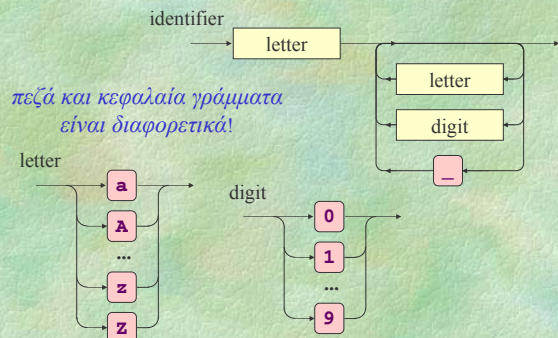 identifier
letter
letter
digit
_
πεζά και κεφαλαία γράμματα
είναι διαφορετικά!
letter
a
A
...
z
Z
digit
0
1
...
9